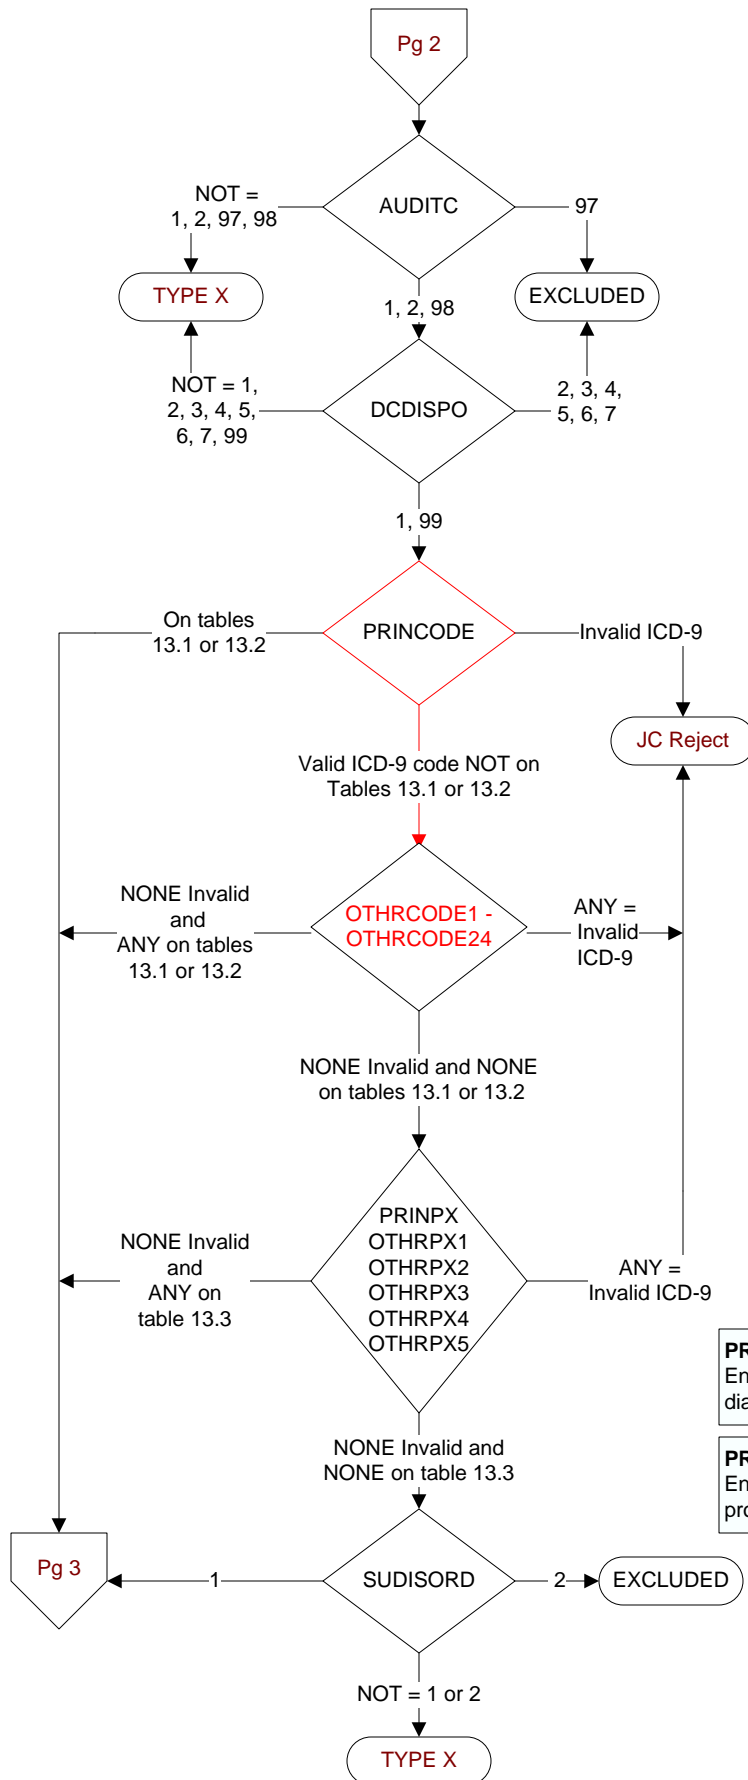 Pg 2
AUDITC
NOT =
1, 2, 97, 98
97
TYPE X
EXCLUDED
1, 2, 98
DCDISPO
NOT = 1,
2, 3, 4, 5,
6, 7, 99
2, 3, 4,
5, 6, 7
1, 99
PRINCODE
On tables
13.1 or 13.2
Invalid ICD-9
JC Reject
Valid ICD-9 code NOT on
Tables 13.1 or 13.2
OTHRCODE1 -
OTHRCODE24
NONE Invalid
and
ANY on tables
13.1 or 13.2
ANY =
Invalid
ICD-9
NONE Invalid and NONE
on tables 13.1 or 13.2
PRINPX
OTHRPX1
OTHRPX2
OTHRPX3
OTHRPX4
OTHRPX5
NONE Invalid
and
ANY on
table 13.3
ANY =
Invalid ICD-9
PR
En
dia
PR
En
pro
NONE Invalid and
NONE on table 13.3
Pg 3
1
SUDISORD
2
EXCLUDED
NOT = 1 or 2
TYPE X